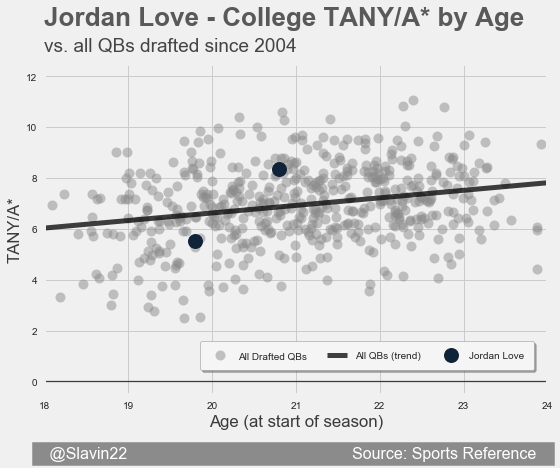 Jordan Love - College TANY/A* by Age
vs. all QBs drafted since 2004
12
10
8
6
4
2
0
TANY/A*
All Drafted QBs
All QBs (trend)
Jordan Love
18 19 20 21 22 23 24
Age (at start of season)
@Slavin22 Source: Sports Reference